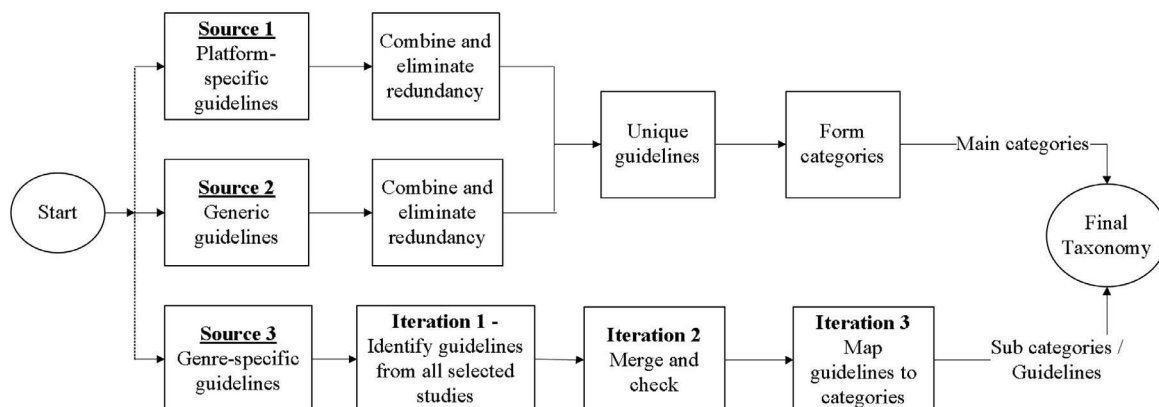 Start
Source 1
Platform-
specific
guidelines
Combine and
eliminate
redundancy
Source 2
Generic
guidelines
Combine and
eliminate
redundancy
Unique
guidelines
Form
categories
Main categories
Source 3
Genre-specific
guidelines
Iteration 1 -
Identify guidelines
from all selected
studies
Iteration 2
Merge and
check
Iteration 3
Map
guidelines to
categories
Sub categories /
Guidelines
Final
Taxonomy